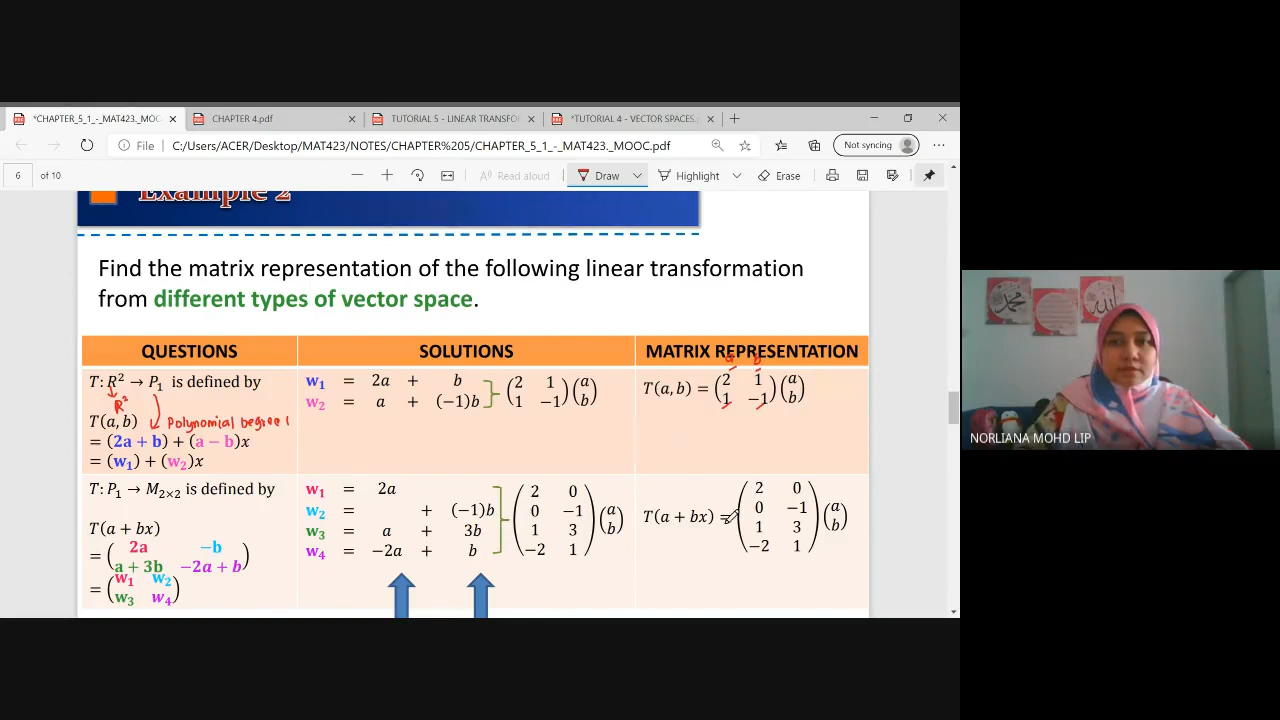 *CHAPTER_5_1_-_MAT423._MOO
CHAPTER 4.pdf
TUTORIAL 5 - LINEAR TRANSFO
*TUTORIAL 4 - VECTOR SPACES.p
File
C:/Users/ACER/Desktop/MAT423/NOTES/CHAPTER%205/CHAPTER_5_1_-_MAT423._MOOC.pdf
Not syncing
6 of 10
Read aloud
Draw
Highlight
Erase
Example 2
Find the matrix representation of the following linear transformation
from different types of vector space.
QUESTIONS SOLUTIONS MATRIX REPRESENTATION
T: R² → P₁ is defined by
R²
T(a, b) Polynomial degree 1
= (2a + b) + (a − b)x
= (w₁) + (w₂)x
w₁ = 2a + b
w₂ = a + (−1)b
(2 1
1 −1)
(a
b)
a b
T(a, b) = (2 1
1 −1)
(a
b)
T: P₁ → M₂ₓ₂ is defined by
T(a + bx)
= (2a −b
a + 3b −2a + b)
= (w₁ w₂
w₃ w₄)
w₁ = 2a
w₂ = + (−1)b
w₃ = a + 3b
w₄ = −2a + b
(2 0
0 −1
1 3
−2 1)
(a
b)
T(a + bx) = (2 0
0 −1
1 3
−2 1)
(a
b)
الله
محمد
NORLIANA MOHD LIP